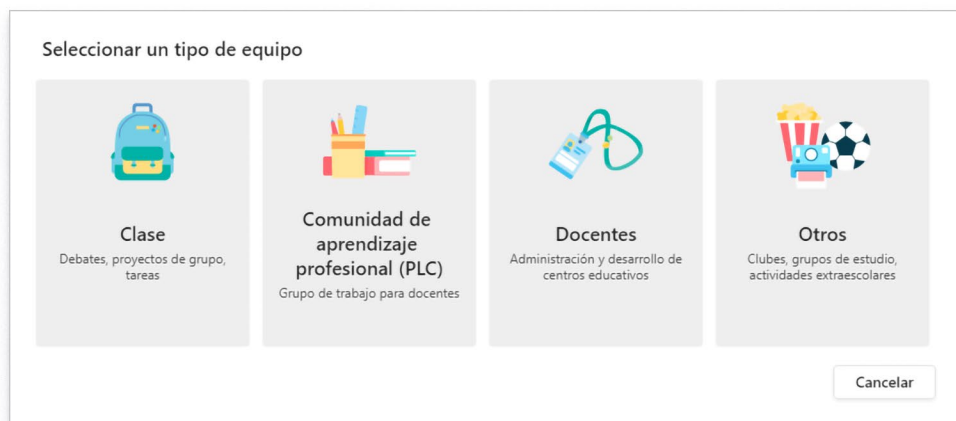 Seleccionar un tipo de equipo
Clase
Debates, proyectos de grupo,
tareas
Comunidad de
aprendizaje
profesional (PLC)
Grupo de trabajo para docentes
Docentes
Administración y desarrollo de
centros educativos
Otros
Clubes, grupos de estudio,
actividades extraescolares
Cancelar